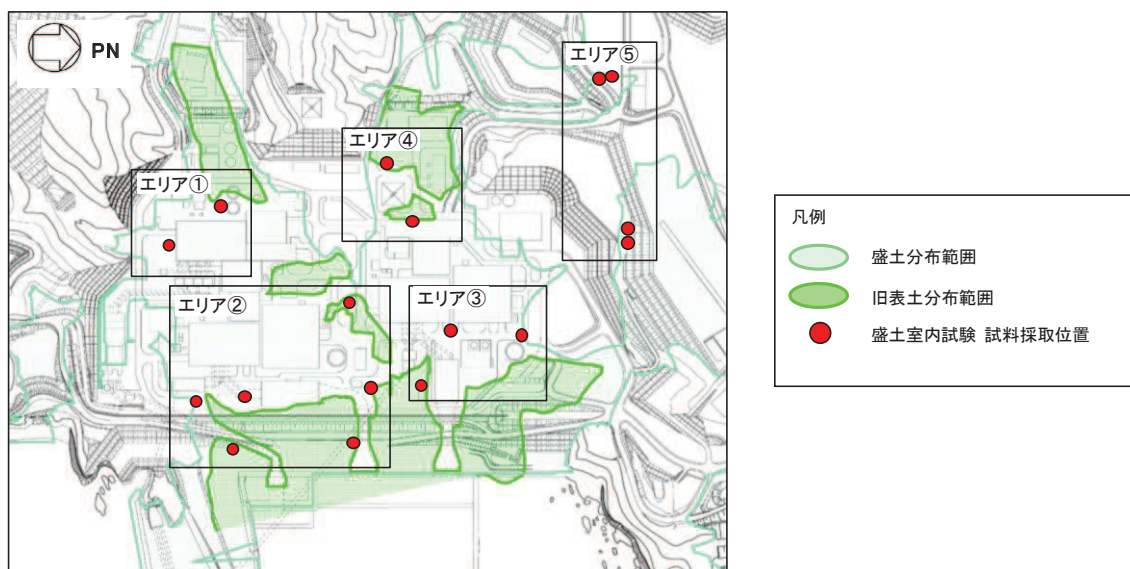 PN
エリア⑤
エリア④
エリア①
エリア②
エリア③
凡例
盛土分布範囲
旧表土分布範囲
盛土室内試験 試料採取位置